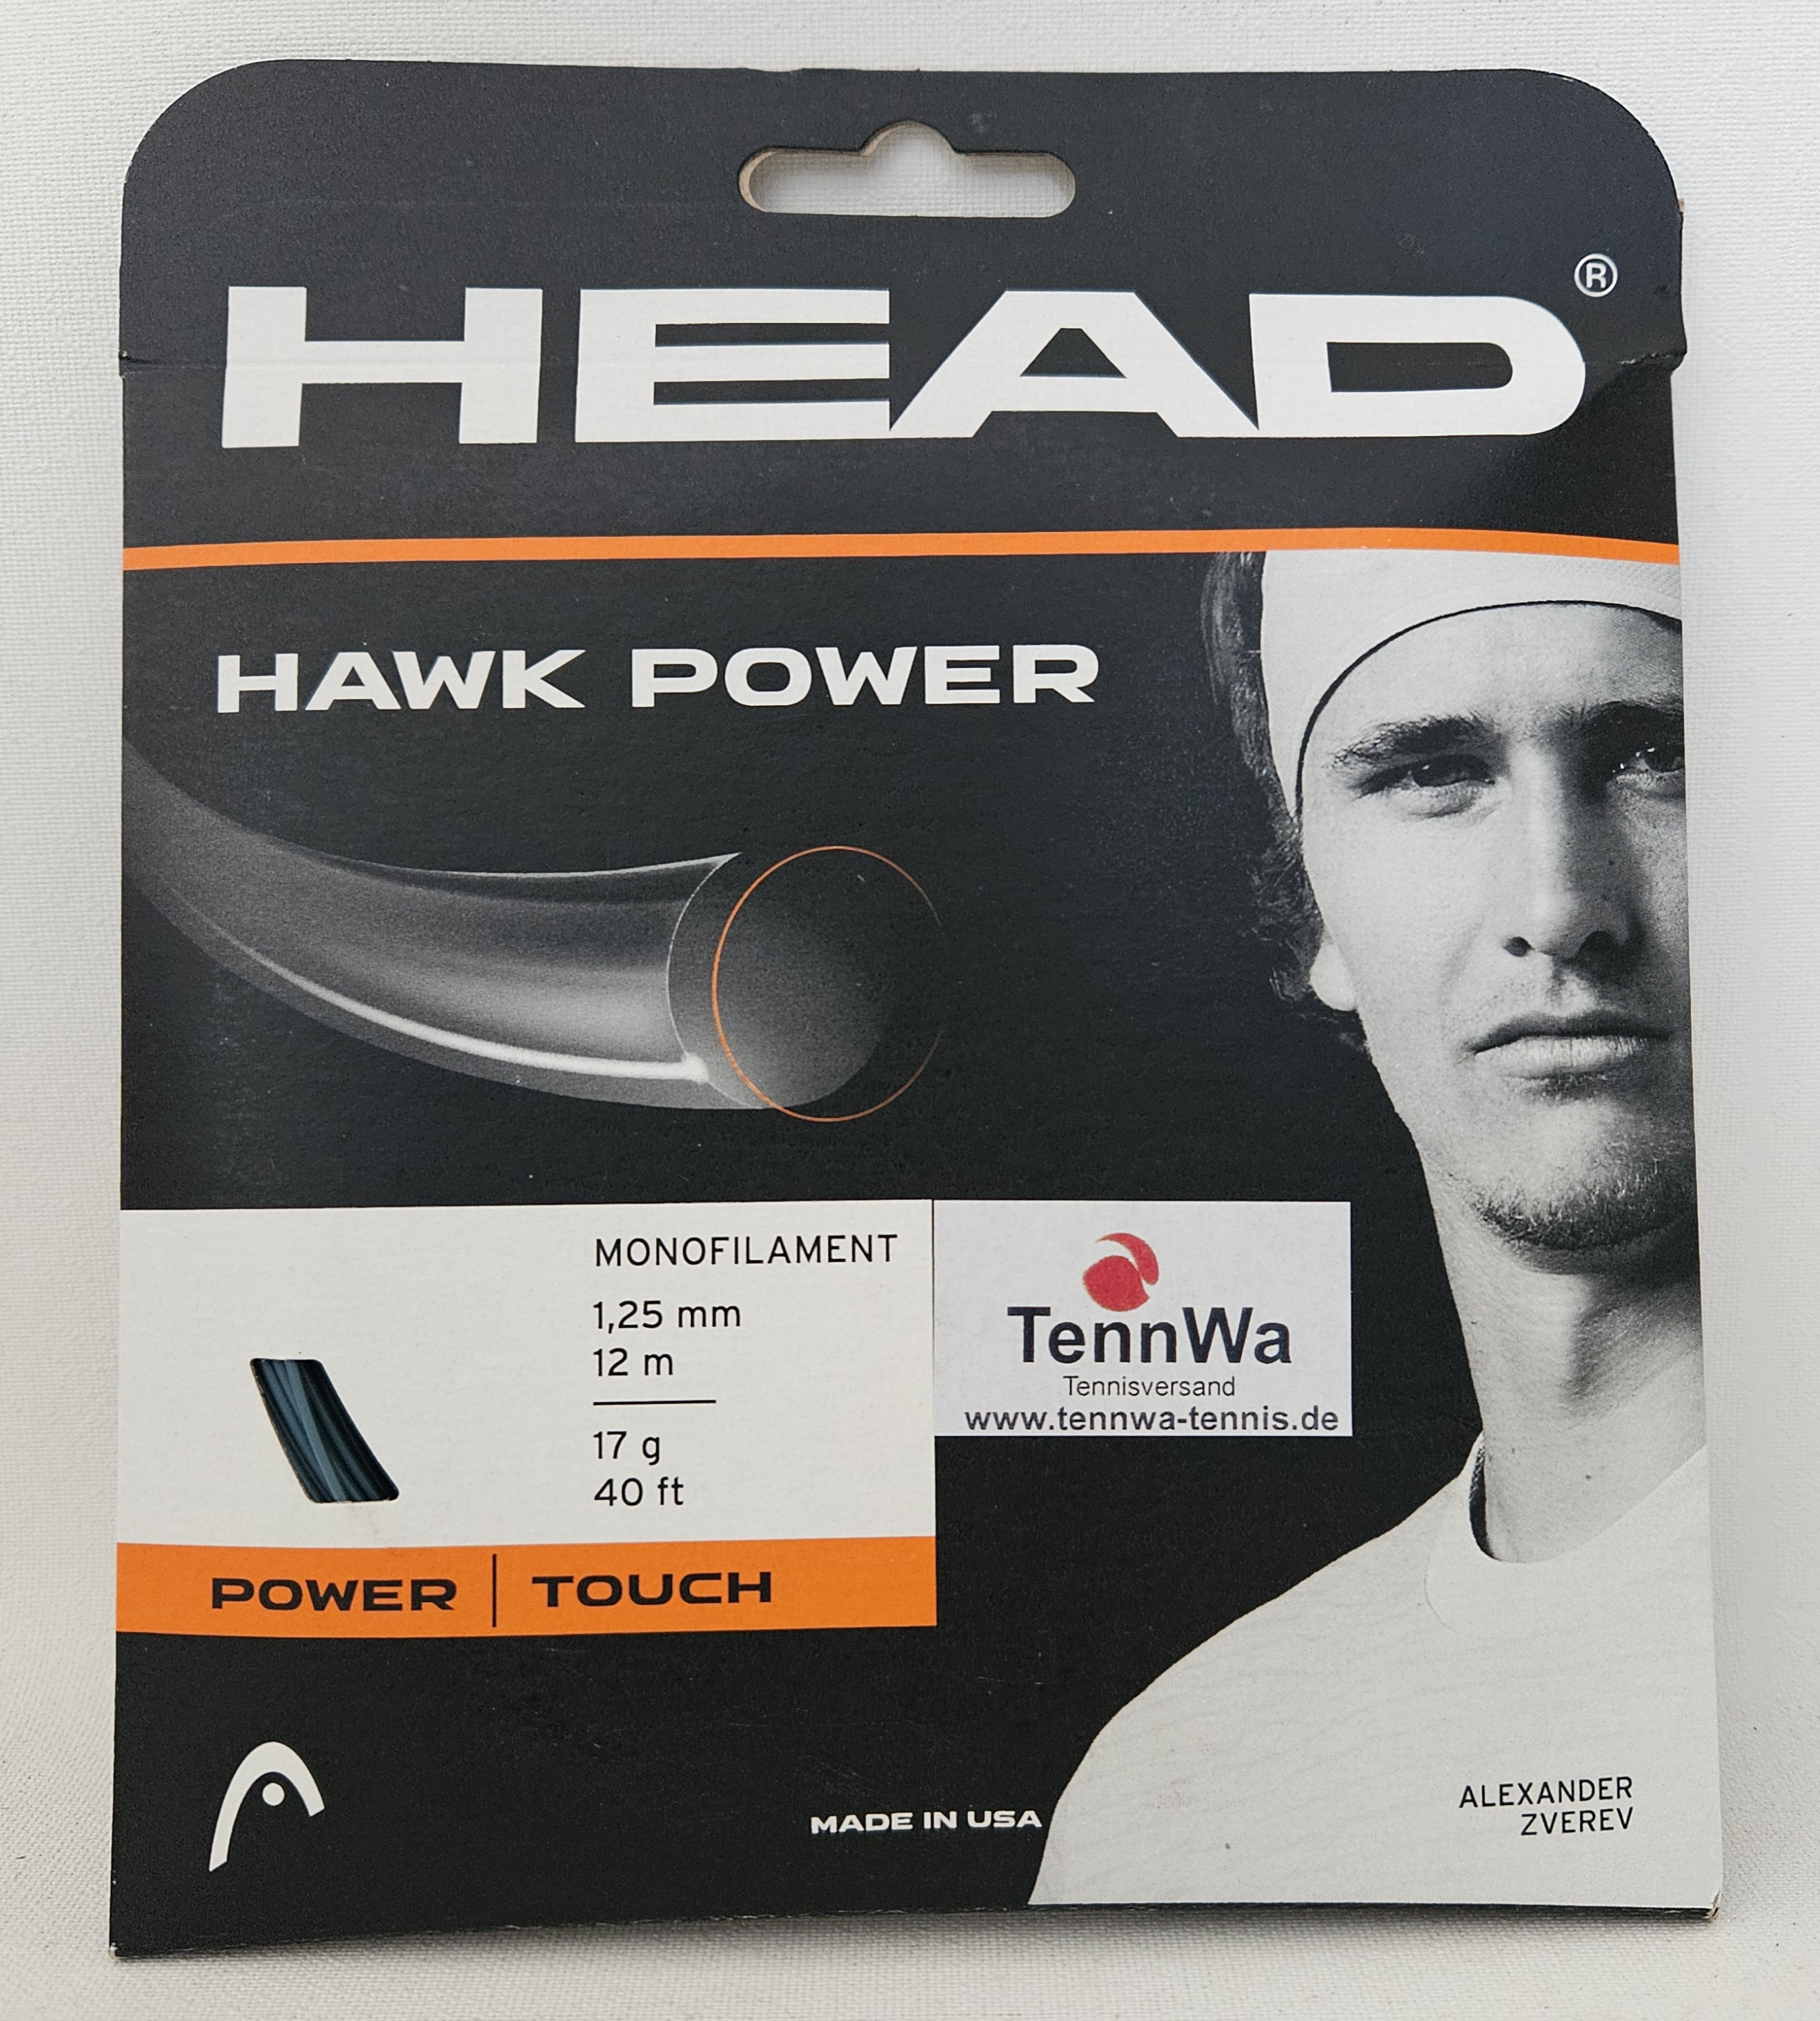 HEAD®
HAWK POWER
MONOFILAMENT
1,25 mm
12 m
17 g
40 ft
TennWa
Tennisversand
www.tennwa-tennis.de
POWER | TOUCH
MADE IN USA
ALEXANDER
ZVEREV